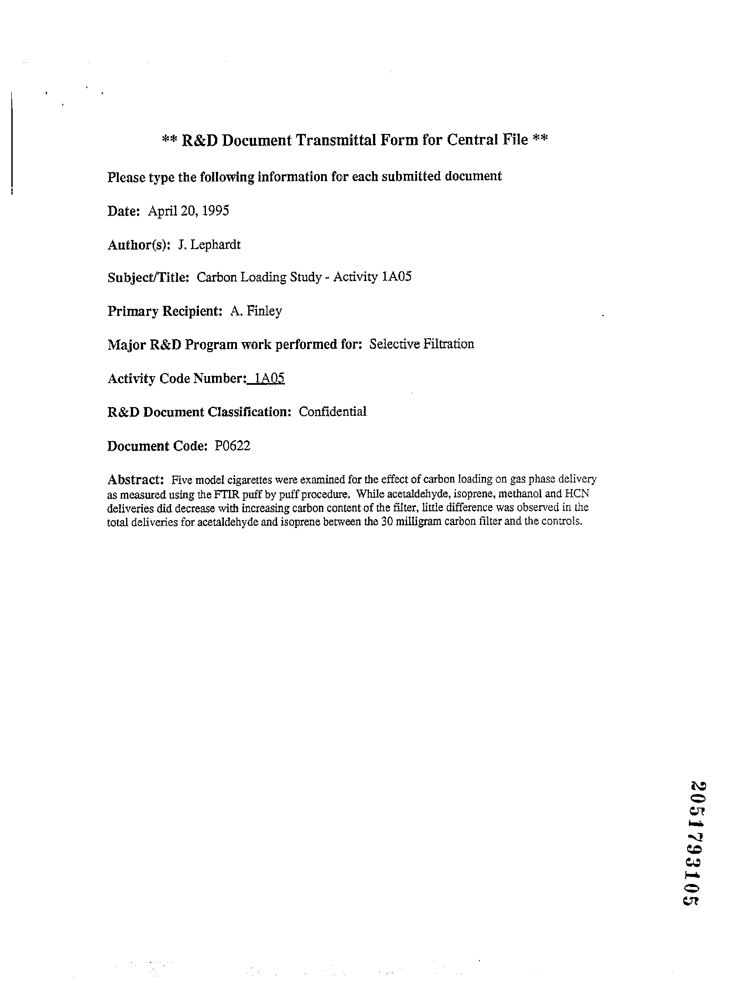 ** R&D Document Transmittal Form for Central File **
Please type the following information for each submitted document
Date: April 20, 1995
Author(s): J. Lephardt
Subject/Title: Carbon Loading Study - Activity 1A05
Primary Recipient: A. Finley
Major R&D Program work performed for: Selective Filtration
Activity Code Number: 1A05
R&D Document Classification: Confidential
Document Code: P0622
Abstract: Five model cigarettes were examined for the effect of carbon loading on gas phase delivery
as measured using the FTIR puff by puff procedure. While acetaldehyde, isoprene, methanol and HCN
deliveries did decrease with increasing carbon content of the filter, little difference was observed in the
total deliveries for acetaldehyde and isoprene between the 30 milligram carbon filter and the controls.
2051793105